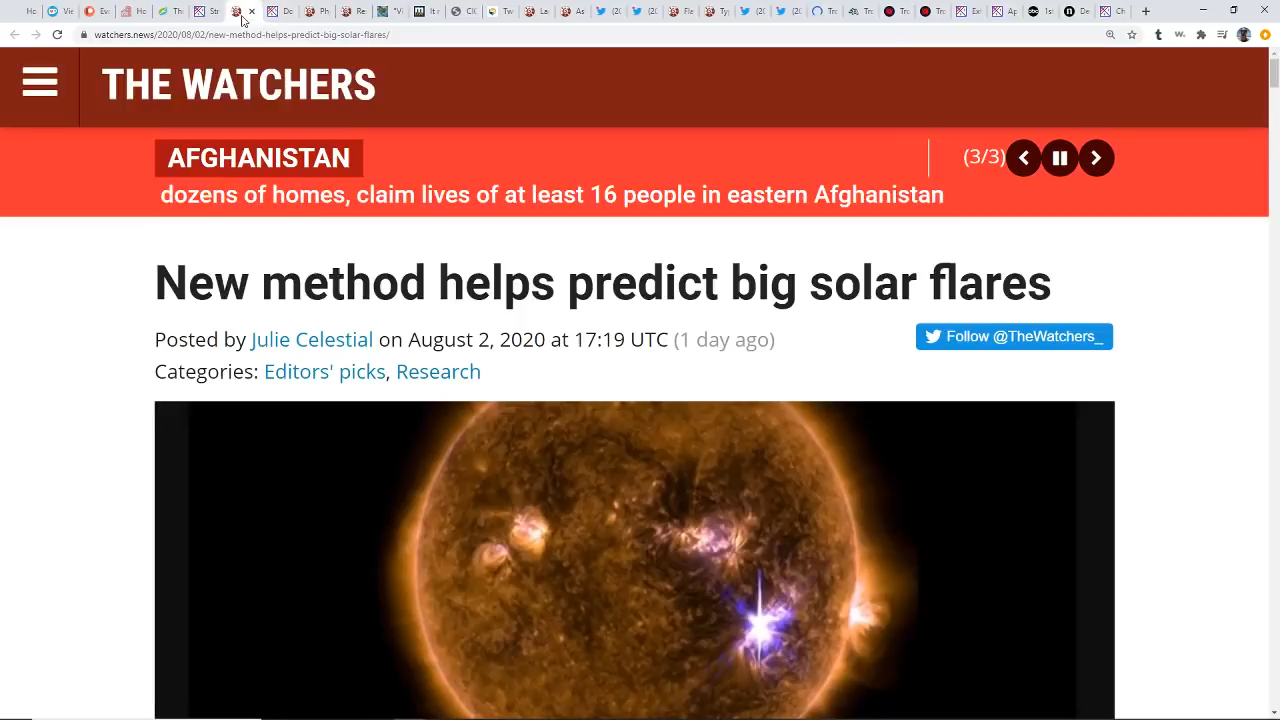 watchers.news/2020/08/02/new-method-helps-predict-big-solar-flares/
THE WATCHERS
AFGHANISTAN
(3/3)
dozens of homes, claim lives of at least 16 people in eastern Afghanistan
New method helps predict big solar flares
Posted by Julie Celestial on August 2, 2020 at 17:19 UTC (1 day ago)
Follow @TheWatchers_
Categories: Editors' picks, Research